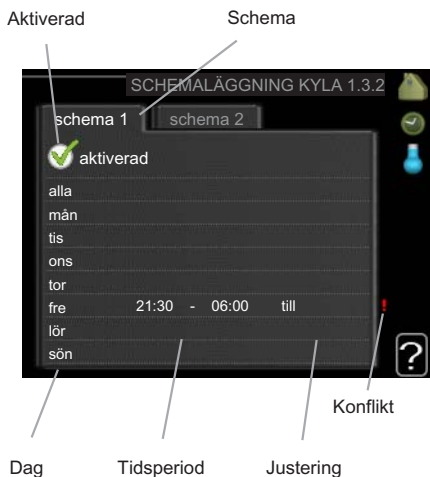 Aktiverad Schema
SCHEMALÄGGNING KYLA 1.3.2
schema 1 schema 2
aktiverad
alla
mån
tis
ons
tor
fre 21:30 - 06:00 till !
lör
sön
?
Konflikt
Dag Tidsperiod Justering